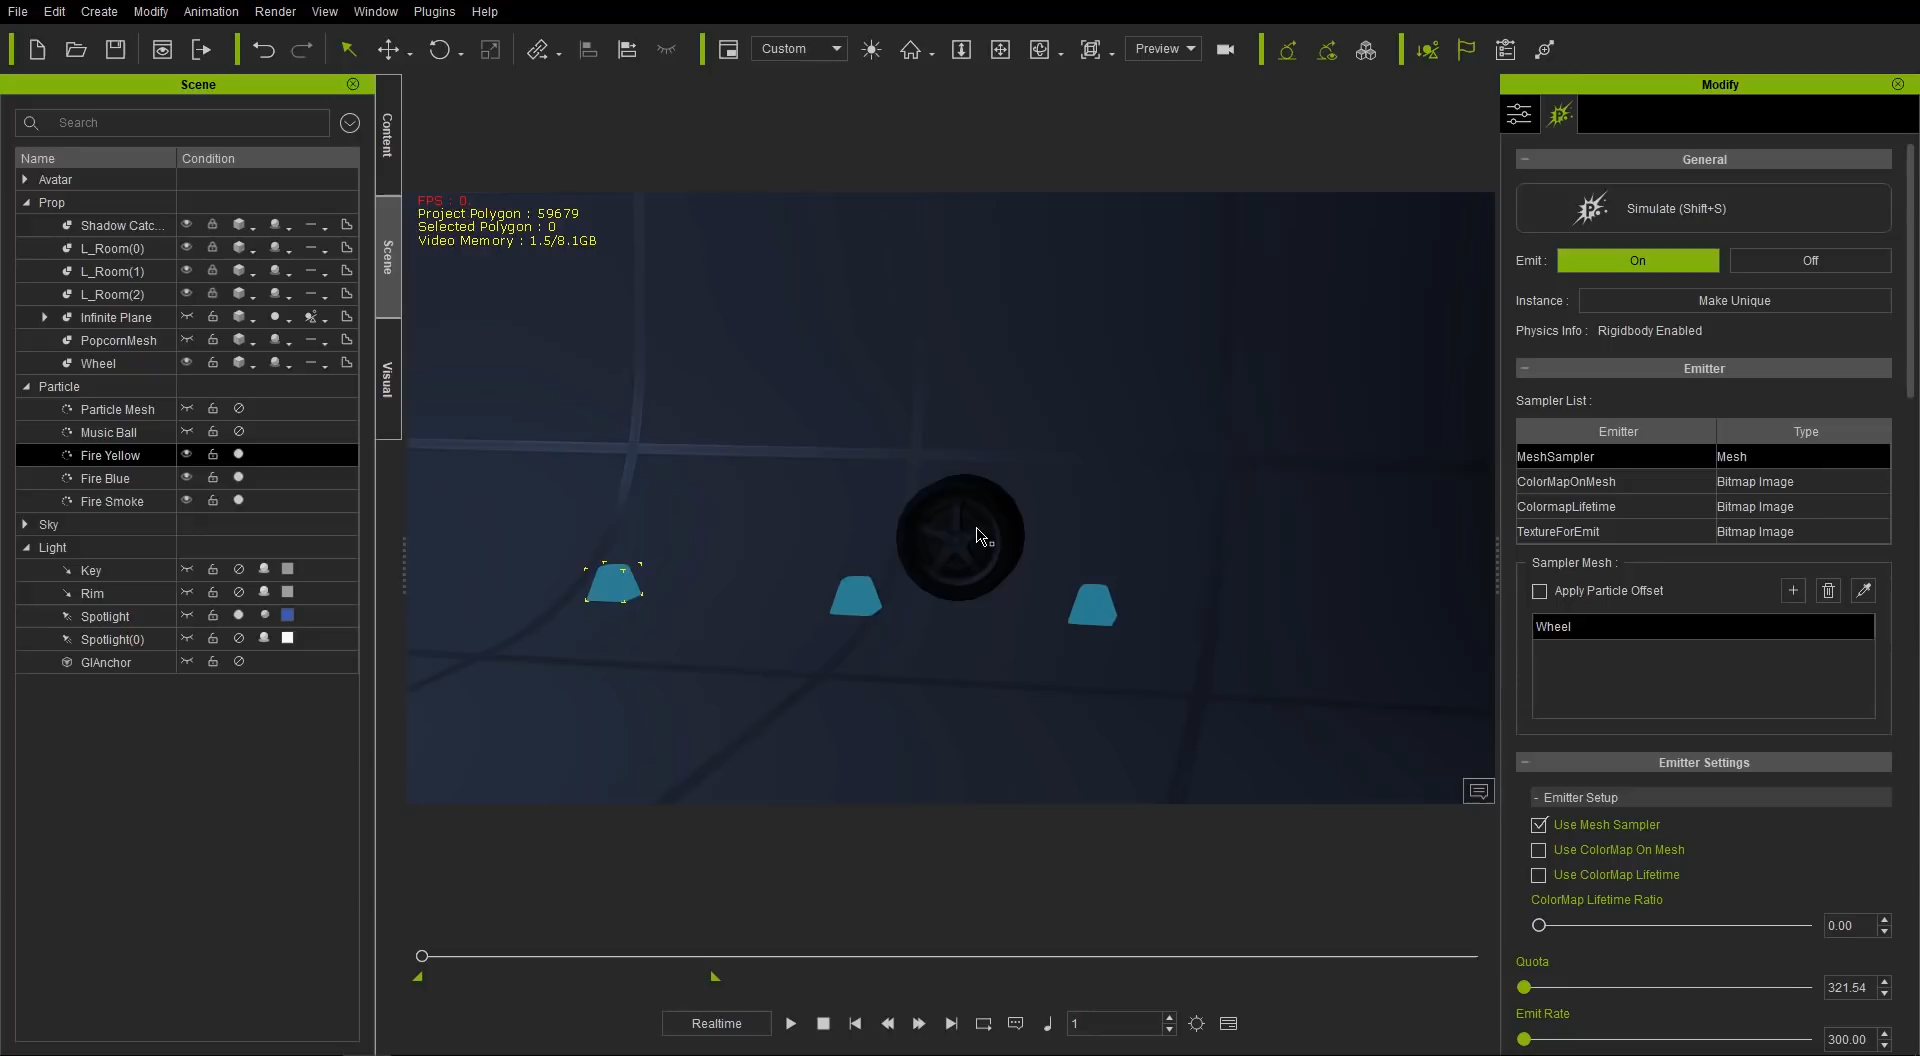 File Edit Create Modify Animation Render View Window Plugins Help
Custom
Preview
Scene
Search
Name Condition
Avatar
Prop
Shadow Catc...
L_Room(0)
L_Room(1)
L_Room(2)
Infinite Plane
PopcornMesh
Wheel
Particle
Particle Mesh
Music Ball
Fire Yellow
Fire Blue
Fire Smoke
Sky
Light
Key
Rim
Spotlight
Spotlight(0)
GIAnchor
Content
Scene
Visual
FPS : 0.
Project Polygon : 59679
Selected Polygon : 0
Video Memory : 1.5/8.1GB
Realtime
1
Modify
General
Simulate (Shift+S)
Emit : On Off
Instance : Make Unique
Physics Info : Rigidbody Enabled
Emitter
Sampler List :
Emitter Type
MeshSampler Mesh
ColorMapOnMesh Bitmap Image
ColormapLifetime Bitmap Image
TextureForEmit Bitmap Image
Sampler Mesh :
Apply Particle Offset
Wheel
Emitter Settings
- Emitter Setup
Use Mesh Sampler
Use ColorMap On Mesh
Use ColorMap Lifetime
ColorMap Lifetime Ratio
0.00
Quota
321.54
Emit Rate
300.00